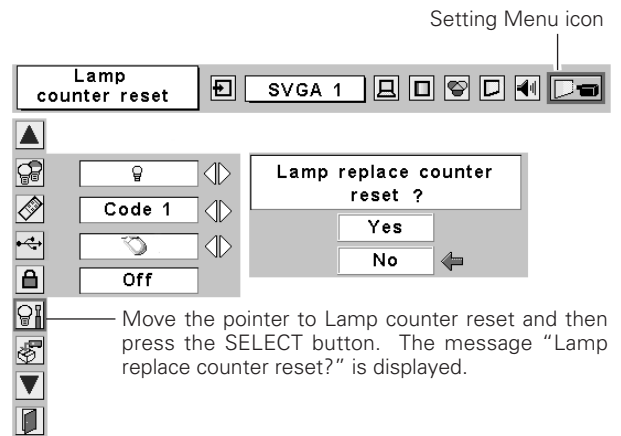 Setting Menu icon
Lamp
counter reset
SVGA 1
Lamp replace counter
reset ?
Code 1
Yes
No
Off
Move the pointer to Lamp counter reset and then
press the SELECT button.  The message “Lamp
replace counter reset?” is displayed.